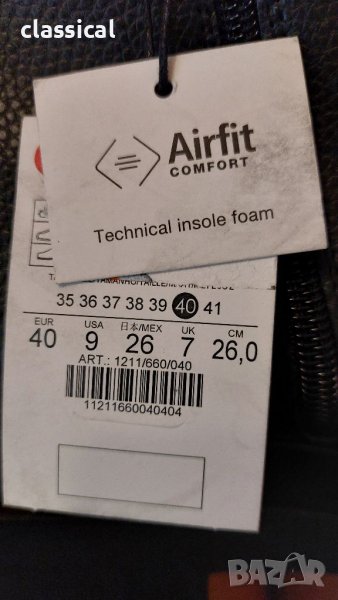 classical
Airfit
COMFORT
Technical insole foam
35 36 37 38 39 40 41
EUR USA 日本/MEX UK CM
40 9 26 7 26,0
ART.: 1211/660/040
11211660040404
BAZAR